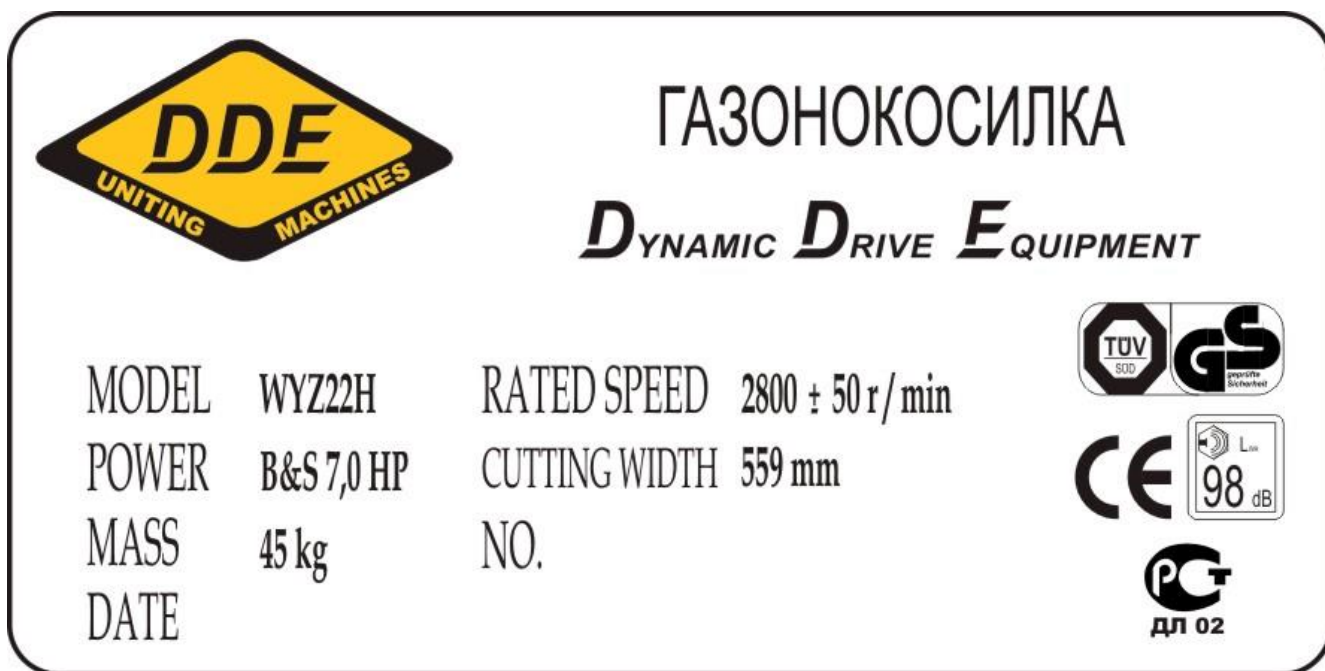 DDE
UNITING MACHINES
ГАЗОНОКОСИЛКА
DYNAMIC DRIVE EQUIPMENT
TÜV
SÜD
GS
geprüfte
Sicherheit
MODEL WYZ22H RATED SPEED 2800 ± 50 r/min
POWER B&S 7,0 HP CUTTING WIDTH 559 mm
MASS 45 kg NO.
DATE
CE
98 dB
РСТ
ДЛ 02